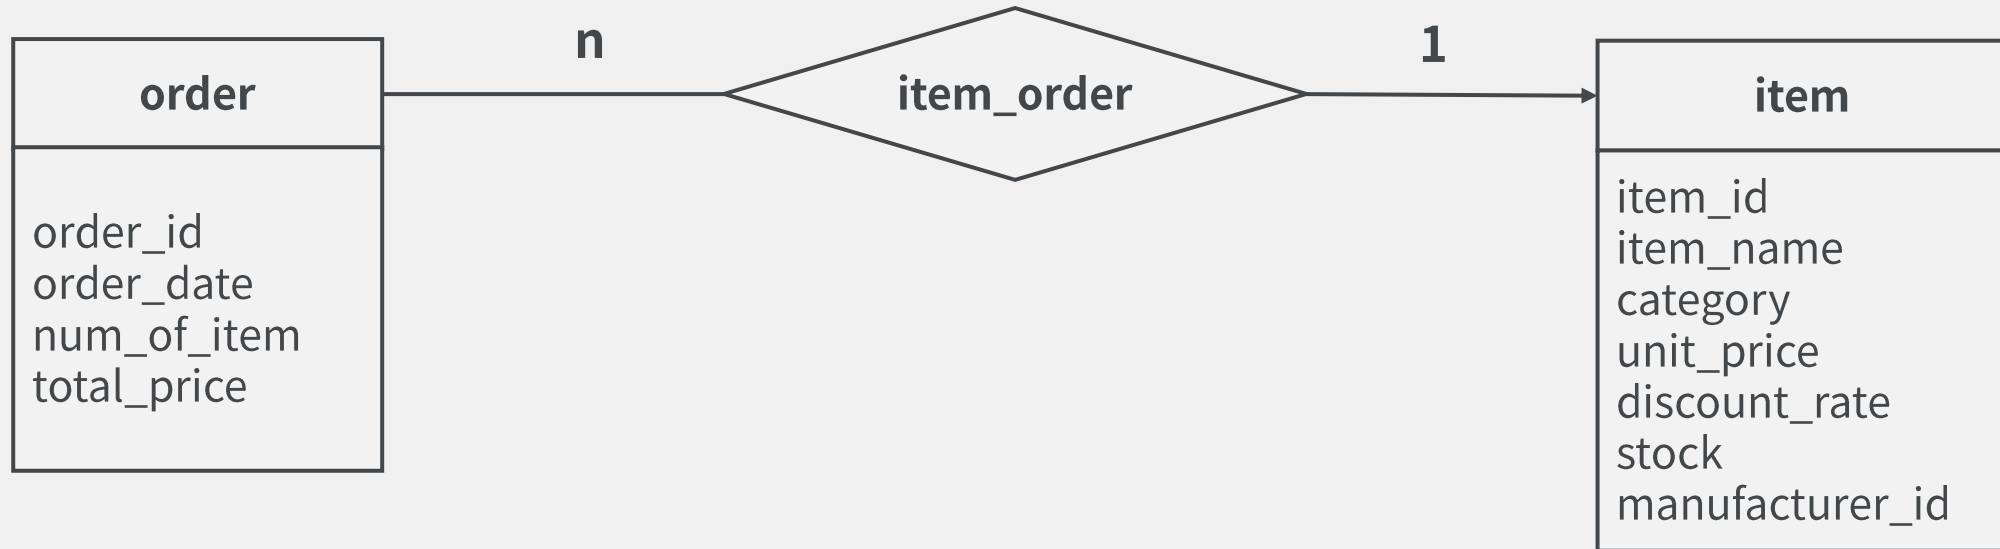 order
n
item_order
1
item
order_id
order_date
num_of_item
total_price
item_id
item_name
category
unit_price
discount_rate
stock
manufacturer_id